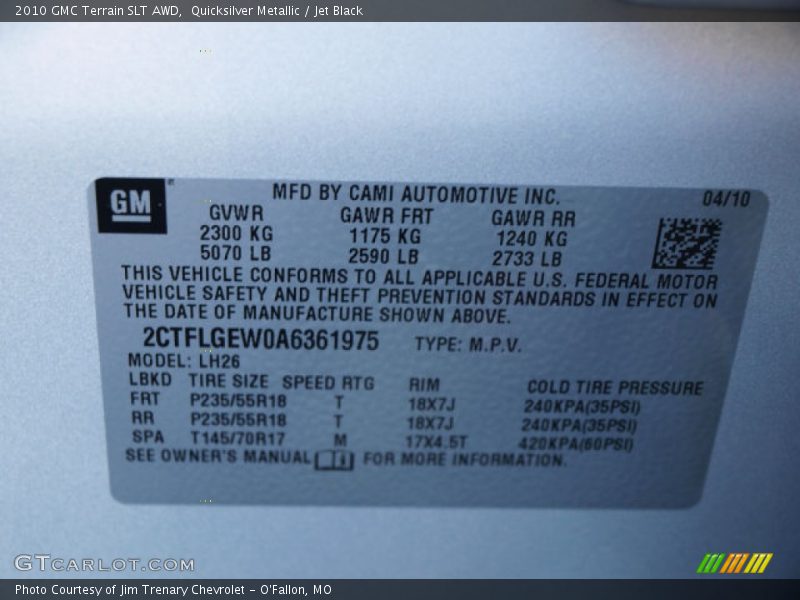 2010 GMC Terrain SLT AWD, Quicksilver Metallic / Jet Black
GM MFD BY CAMI AUTOMOTIVE INC. 04/10
GVWR GAWR FRT GAWR RR
2300 KG 1175 KG 1240 KG
5070 LB 2590 LB 2733 LB
THIS VEHICLE CONFORMS TO ALL APPLICABLE U.S. FEDERAL MOTOR
VEHICLE SAFETY AND THEFT PREVENTION STANDARDS IN EFFECT ON
THE DATE OF MANUFACTURE SHOWN ABOVE.
2CTFLGEW0A6361975 TYPE: M.P.V.
MODEL: LH26
LBKD TIRE SIZE SPEED RTG RIM COLD TIRE PRESSURE
FRT P235/55R18 T 18X7J 240KPA(35PSI)
RR P235/55R18 T 18X7J 240KPA(35PSI)
SPA T145/70R17 M 17X4.5T 420KPA(60PSI)
SEE OWNER'S MANUAL FOR MORE INFORMATION.
GTCARLOT.COM
Photo Courtesy of Jim Trenary Chevrolet - O'Fallon, MO